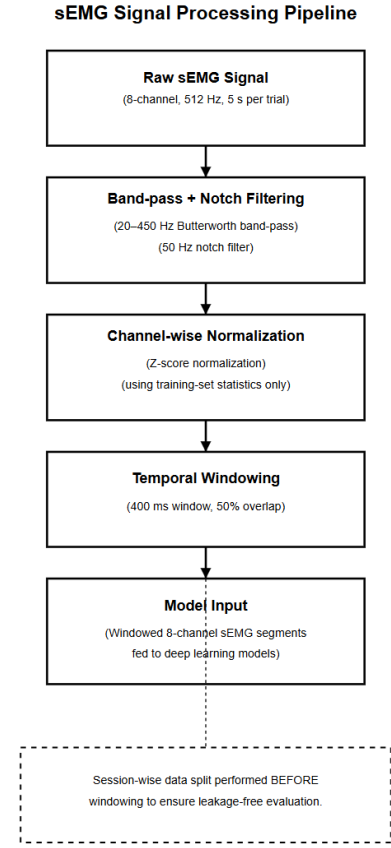 sEMG Signal Processing Pipeline
Raw sEMG Signal
(8-channel, 512 Hz, 5 s per trial)
Band-pass + Notch Filtering
(20–450 Hz Butterworth band-pass)
(50 Hz notch filter)
Channel-wise Normalization
(Z-score normalization)
(using training-set statistics only)
Temporal Windowing
(400 ms window, 50% overlap)
Model Input
(Windowed 8-channel sEMG segments
fed to deep learning models)
Session-wise data split performed BEFORE
windowing to ensure leakage-free evaluation.